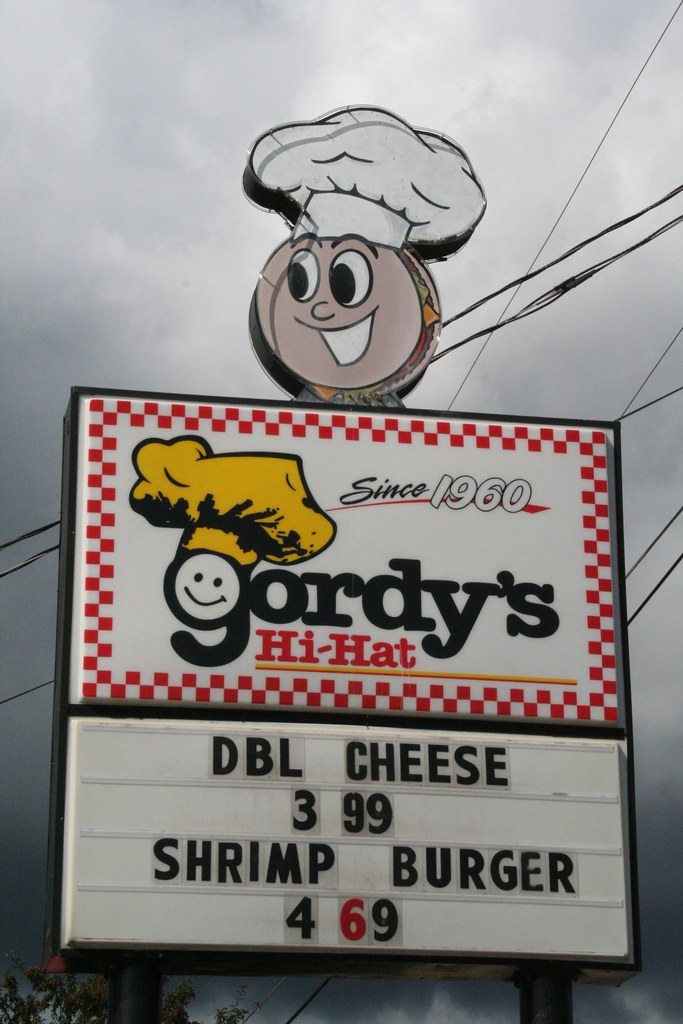 Since 1960
gordy's
Hi-Hat
DBL CHEESE
3 99
SHRIMP BURGER
4 69